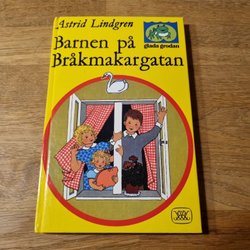 Astrid Lindgren
glada grodan
Barnen på
Bråkmakargatan